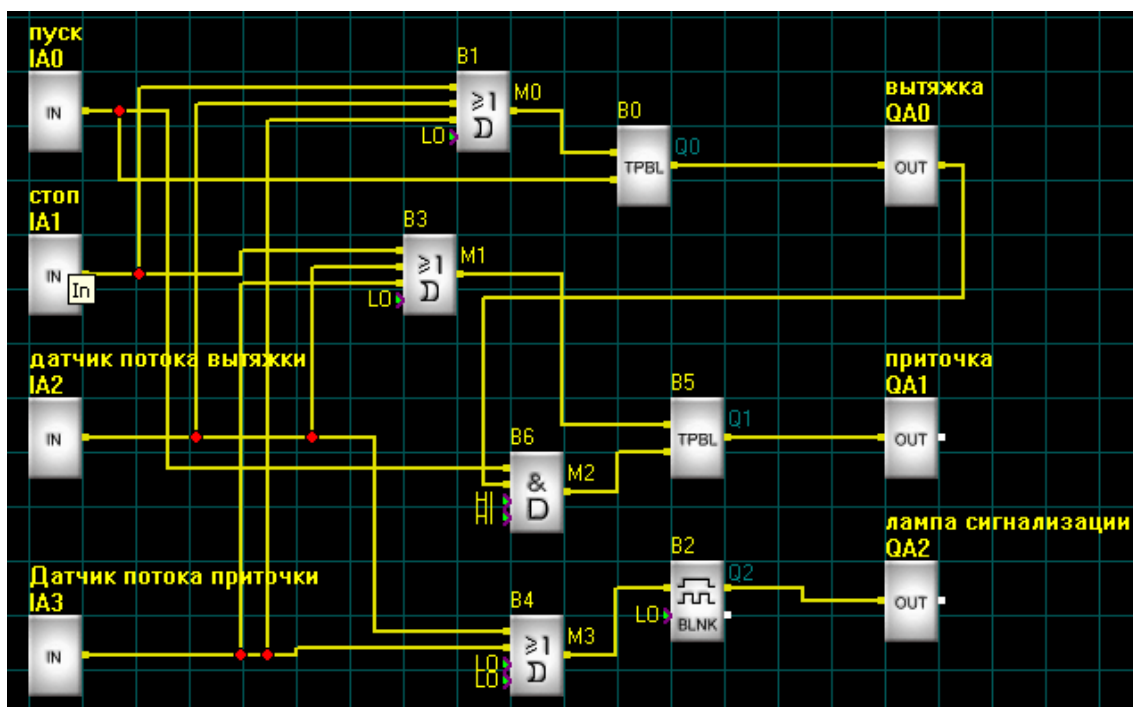 пуск
IA0
IN
B1
≥1
D
M0
LO
B0
TPBL
Q0
вытяжка
QA0
OUT
стоп
IA1
IN
In
B3
≥1
D
M1
LO
датчик потока вытяжки
IA2
IN
B6
&
D
M2
HI
HI
B5
TPBL
Q1
приточка
QA1
OUT
Датчик потока приточки
IA3
IN
B4
≥1
D
M3
LO
LO
B2
LO
BLNK
Q2
лампа сигнализации
QA2
OUT